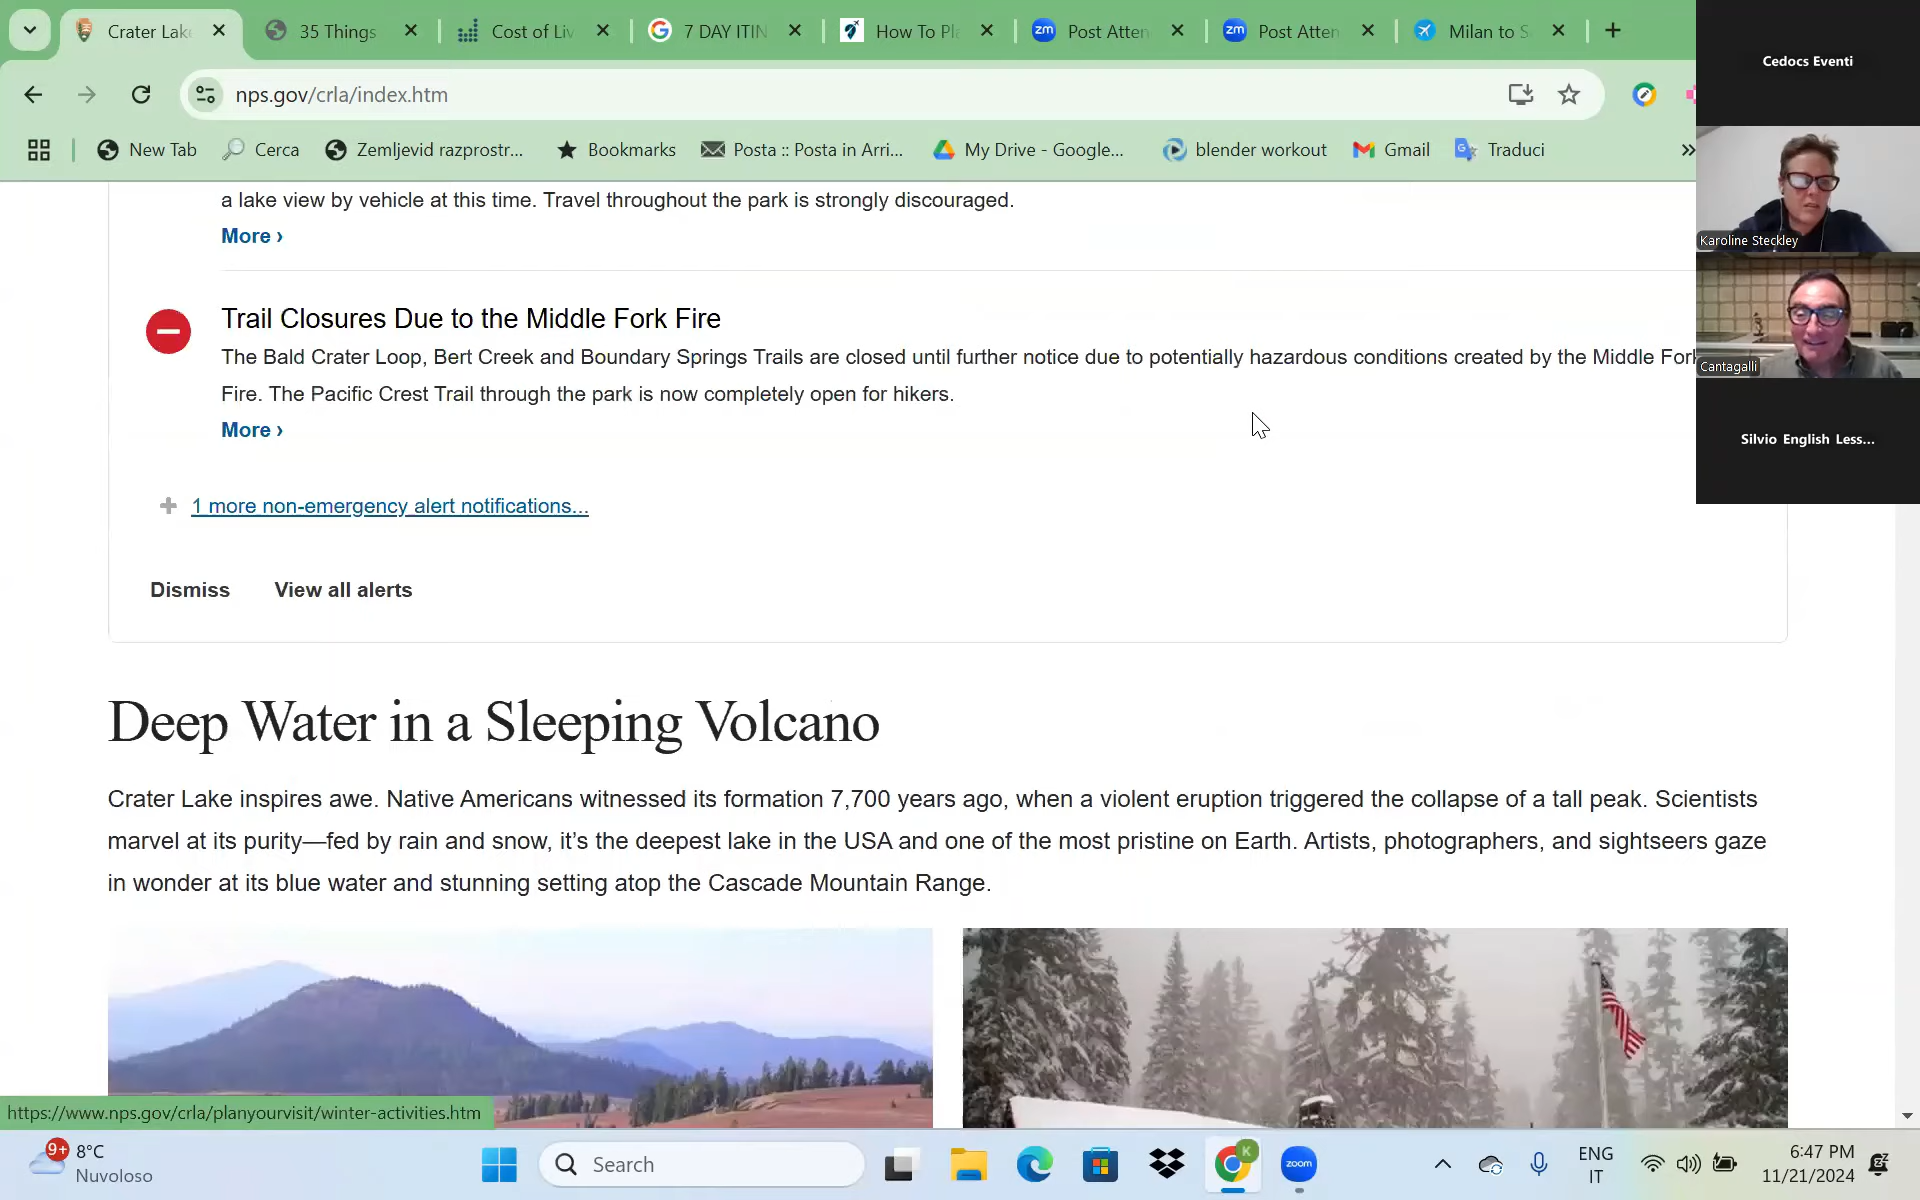 Crater Lak
35 Things
Cost of Liv
7 DAY ITIN
How To Pl
Post Atten
Post Atten
Milan to S
nps.gov/crla/index.htm
New Tab
Cerca
Zemljevid razprostr...
Bookmarks
Posta :: Posta in Arri...
My Drive - Google...
blender workout
Gmail
Traduci
Cedocs Eventi
Karoline Steckley
Cantagalli
Silvio English Less...
a lake view by vehicle at this time. Travel throughout the park is strongly discouraged.
More ›
Trail Closures Due to the Middle Fork Fire
The Bald Crater Loop, Bert Creek and Boundary Springs Trails are closed until further notice due to potentially hazardous conditions created by the Middle Fork
Fire. The Pacific Crest Trail through the park is now completely open for hikers.
More ›
1 more non-emergency alert notifications...
Dismiss
View all alerts
Deep Water in a Sleeping Volcano
Crater Lake inspires awe. Native Americans witnessed its formation 7,700 years ago, when a violent eruption triggered the collapse of a tall peak. Scientists
marvel at its purity—fed by rain and snow, it’s the deepest lake in the USA and one of the most pristine on Earth. Artists, photographers, and sightseers gaze
in wonder at its blue water and stunning setting atop the Cascade Mountain Range.
https://www.nps.gov/crla/planyourvisit/winter-activities.htm
9+
8°C
Nuvoloso
Search
K
zoom
ENG
IT
6:47 PM
11/21/2024